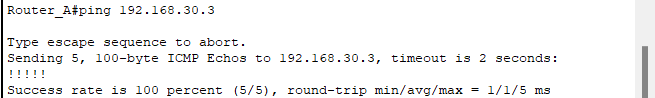 Router_A#ping 192.168.30.3
Type escape sequence to abort.
Sending 5, 100-byte ICMP Echos to 192.168.30.3, timeout is 2 seconds:
!!!!!
Success rate is 100 percent (5/5), round-trip min/avg/max = 1/1/5 ms